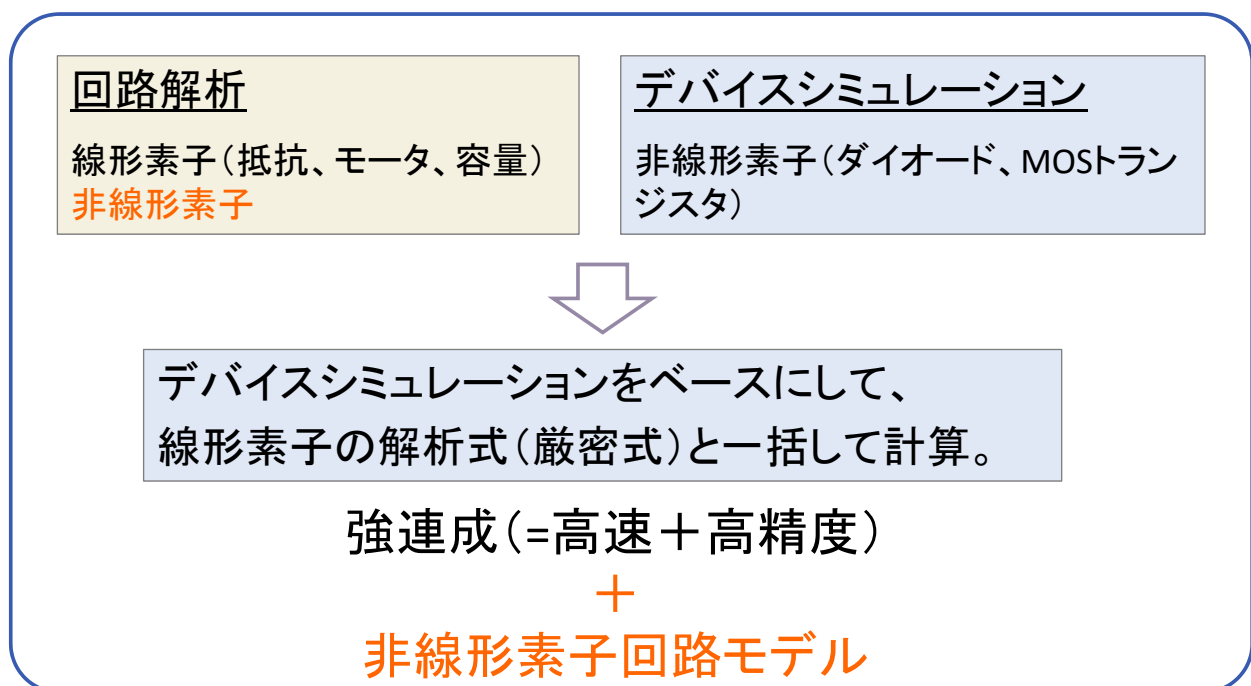 回路解析
線形素子（抵抗、モータ、容量）
非線形素子
デバイスシミュレーション
非線形素子（ダイオード、MOSトラン
ジスタ）
デバイスシミュレーションをベースにして、
線形素子の解析式（厳密式）と一括して計算。
強連成（=高速＋高精度）
＋
非線形素子回路モデル